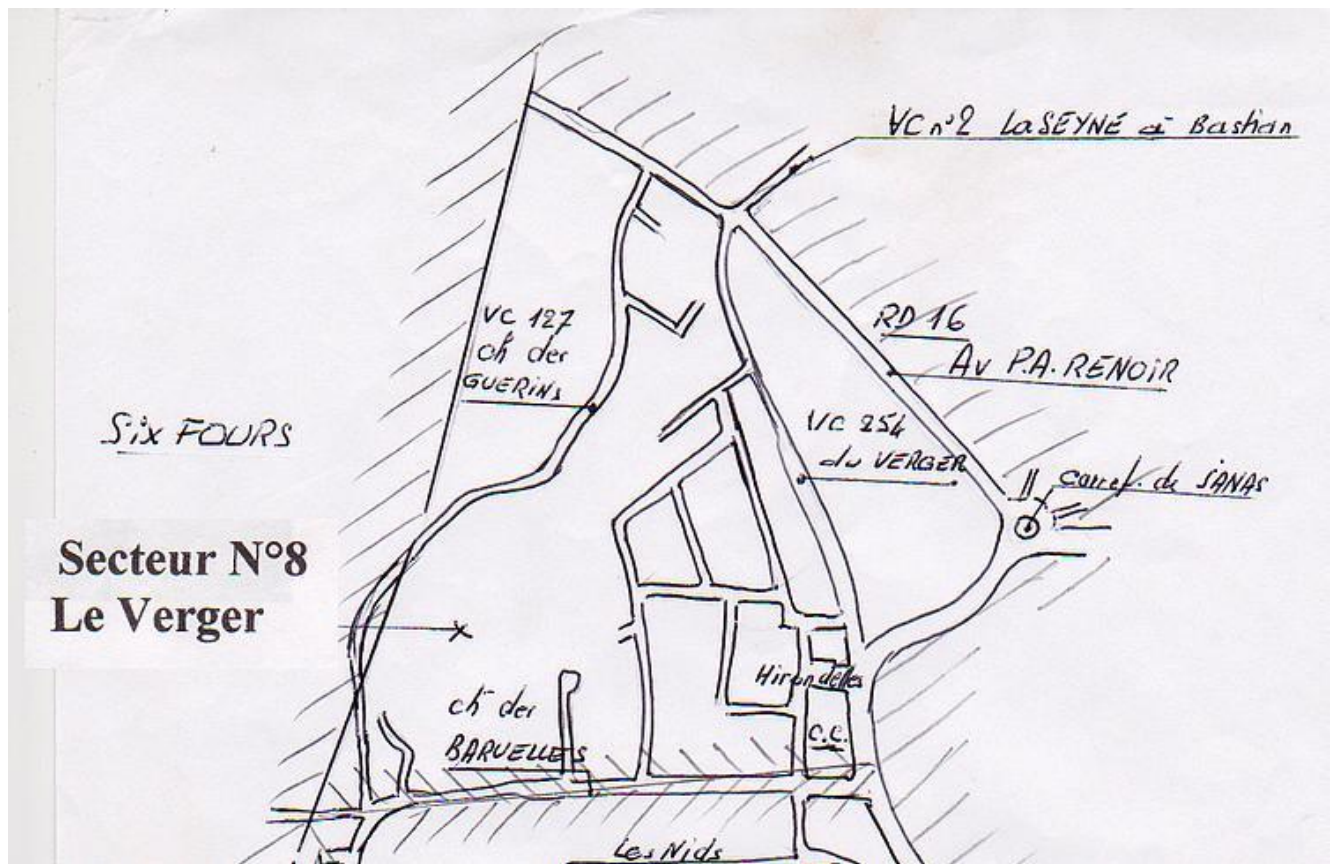 VC n°2 La SEYNE à Bastian
VC 127
ch des
GUERINS
RD 16
Av P.A. RENOIR
Six FOURS
VC 254
du VERGER
carref. de JANAS
Secteur N°8
Le Verger
Hirondelles
ch des
BARUELLES
C.C.
Les Nids